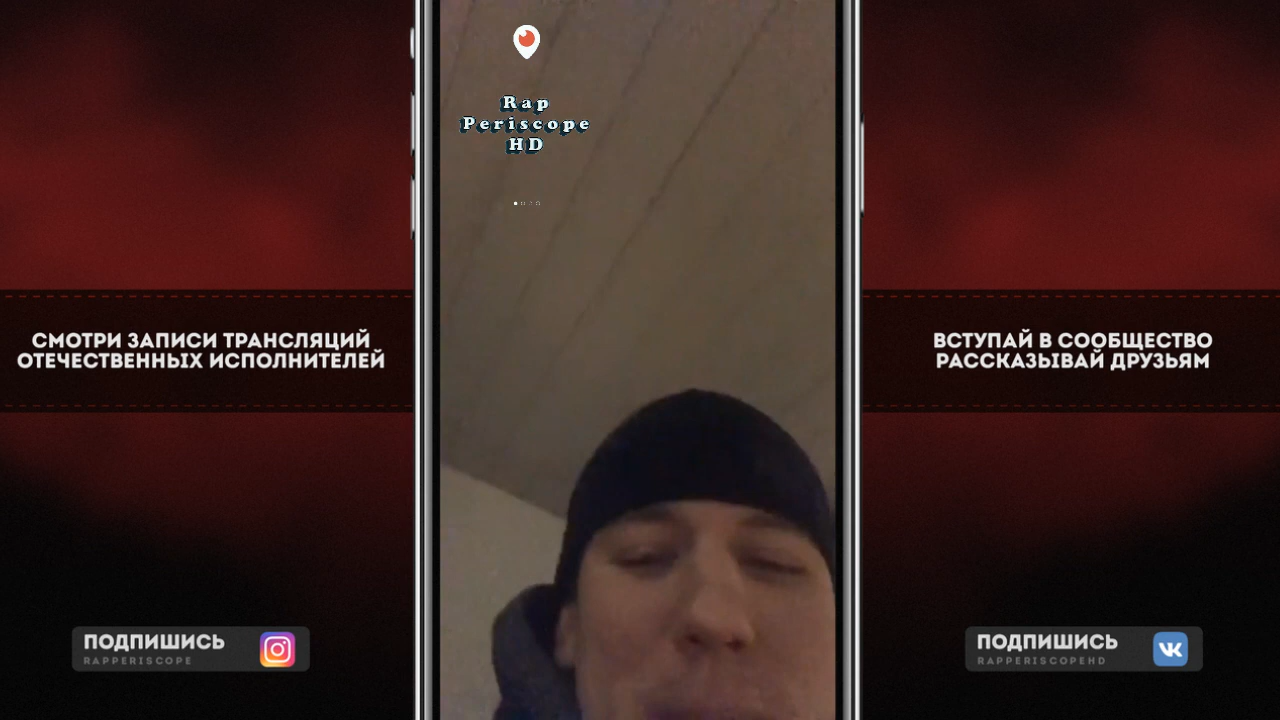 Rap
Periscope
HD
СМОТРИ ЗАПИСИ ТРАНСЛЯЦИЙ
ОТЕЧЕСТВЕННЫХ ИСПОЛНИТЕЛЕЙ
ВСТУПАЙ В СООБЩЕСТВО
РАССКАЗЫВАЙ ДРУЗЬЯМ
ПОДПИШИСЬ
RAPPERISCOPE
ПОДПИШИСЬ
RAPPERISCOPEHD